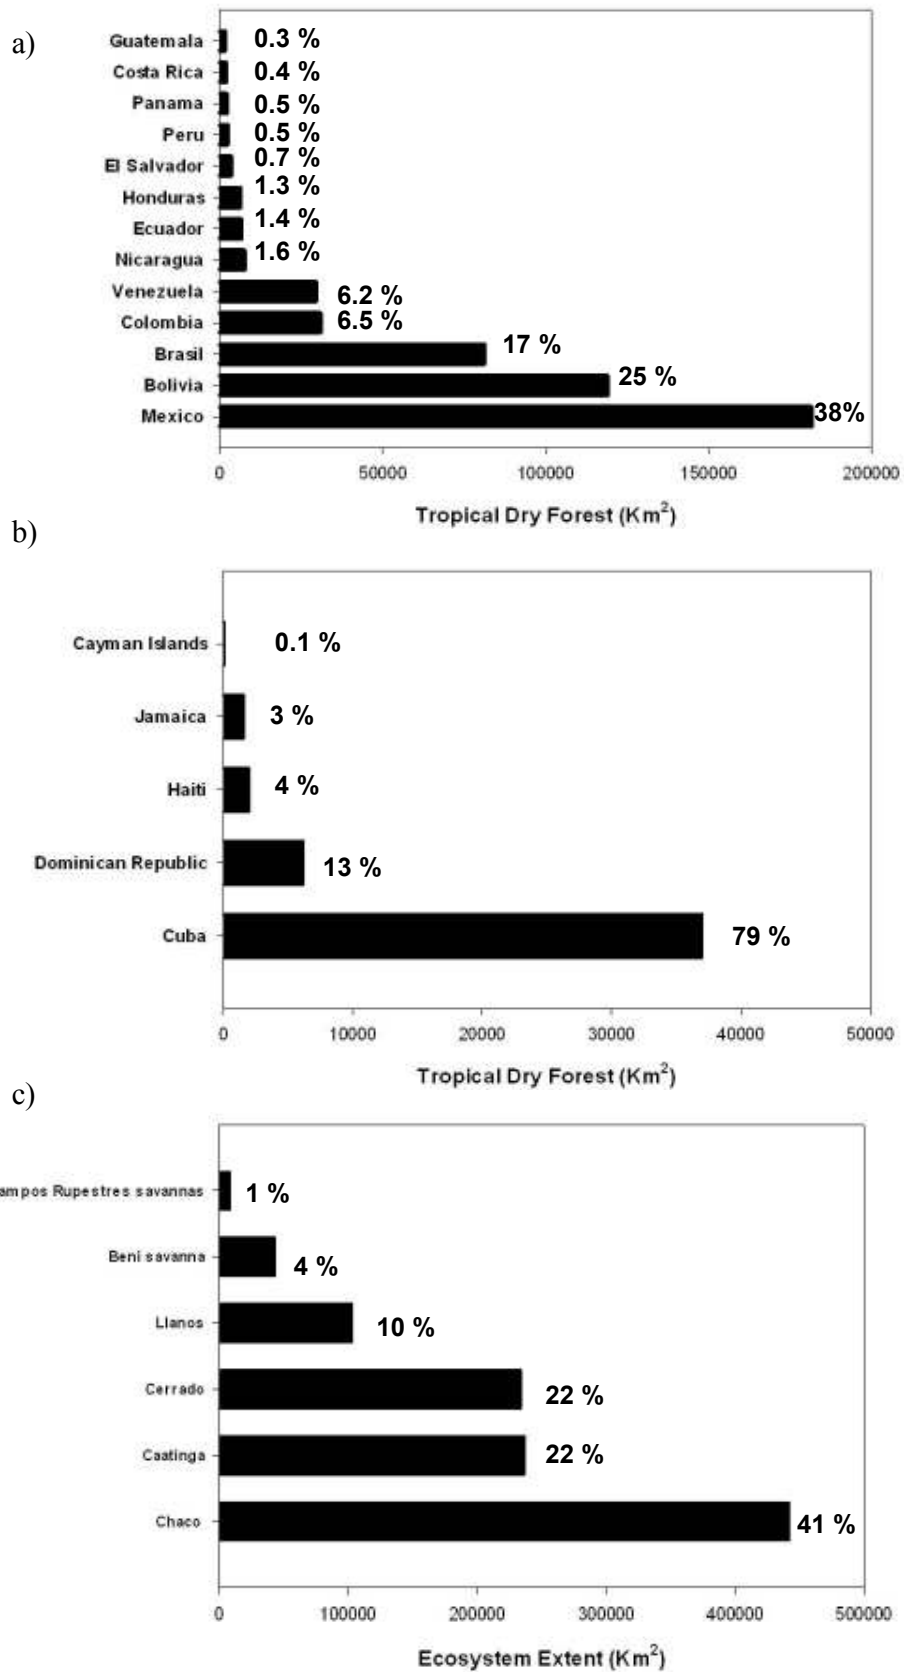 a)
Guatemala 0.3 %
Costa Rica 0.4 %
Panama 0.5 %
Peru 0.5 %
El Salvador 0.7 %
Honduras 1.3 %
Ecuador 1.4 %
Nicaragua 1.6 %
Venezuela 6.2 %
Colombia 6.5 %
Brasil 17 %
Bolivia 25 %
Mexico 38%
0 50000 100000 150000 200000
Tropical Dry Forest (Km²)
b)
Cayman Islands 0.1 %
Jamaica 3 %
Haiti 4 %
Dominican Republic 13 %
Cuba 79 %
0 10000 20000 30000 40000 50000
Tropical Dry Forest (Km²)
c)
ampos Rupestres savannas 1 %
Beni savanna 4 %
Llanos 10 %
Cerrado 22 %
Caatinga 22 %
Chaco 41 %
0 100000 200000 300000 400000 500000
Ecosystem Extent (Km²)